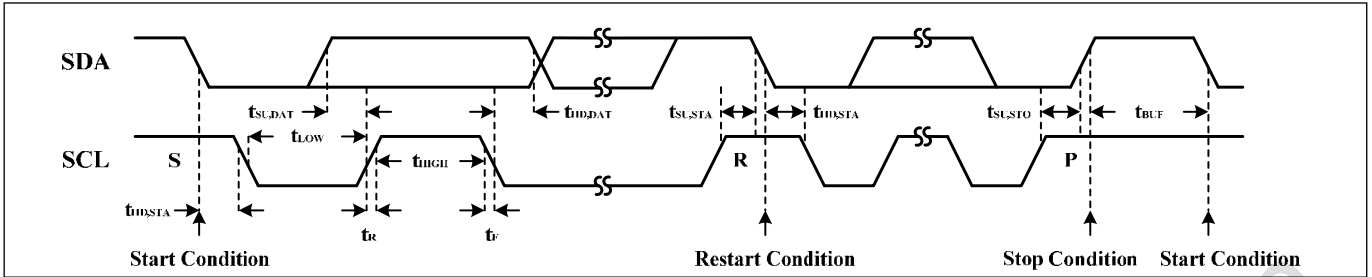 SDA
tSU,DAT tHD,DAT tSU,STA tHD,STA tSU,STO tBUF
tLOW
SCL S tHIGH R P
tHD,STA
tR tF
Start Condition Restart Condition Stop Condition Start Condition